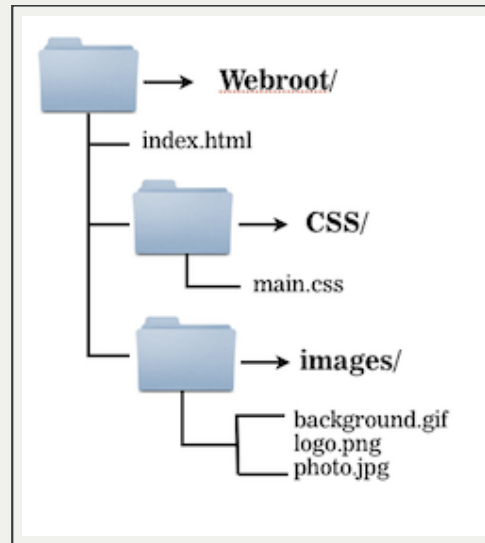 Webroot/
index.html
CSS/
main.css
images/
background.gif
logo.png
photo.jpg